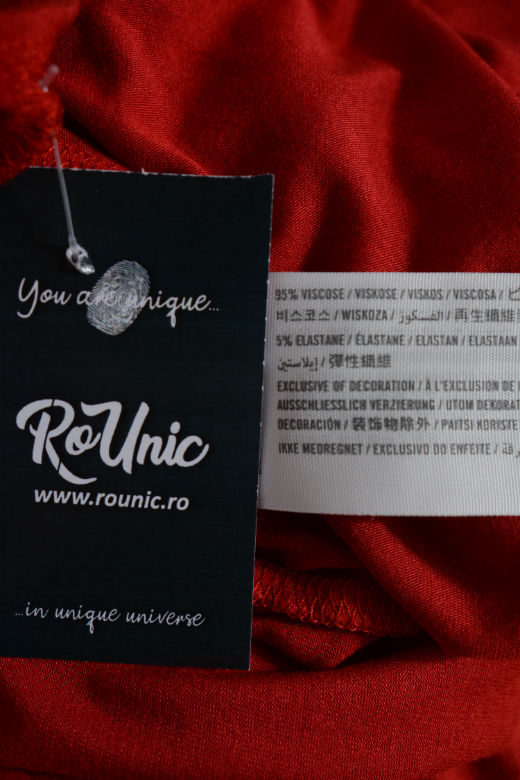 You are unique...
RoUnic
www.rounic.ro
...in unique universe
95% VISCOSE / VISKOSE / VISKOS / VISCOSA /
비스코스 / WISKOZA / الفسكوز / 再生纖維
5% ELASTANE / ÉLASTANE / ELASTAN / ELASTAAN
إيلاستين / 彈性纖維
EXCLUSIVE OF DECORATION / À L'EXCLUSION DE
AUSSCHLIESSLICH VERZIERUNG / UTOM DEKORAT
DECORACIÓN / 装飾物除外 / PAITSI KORISTE
IKKE MEDREGNET / EXCLUSIVO DO ENFEITE /